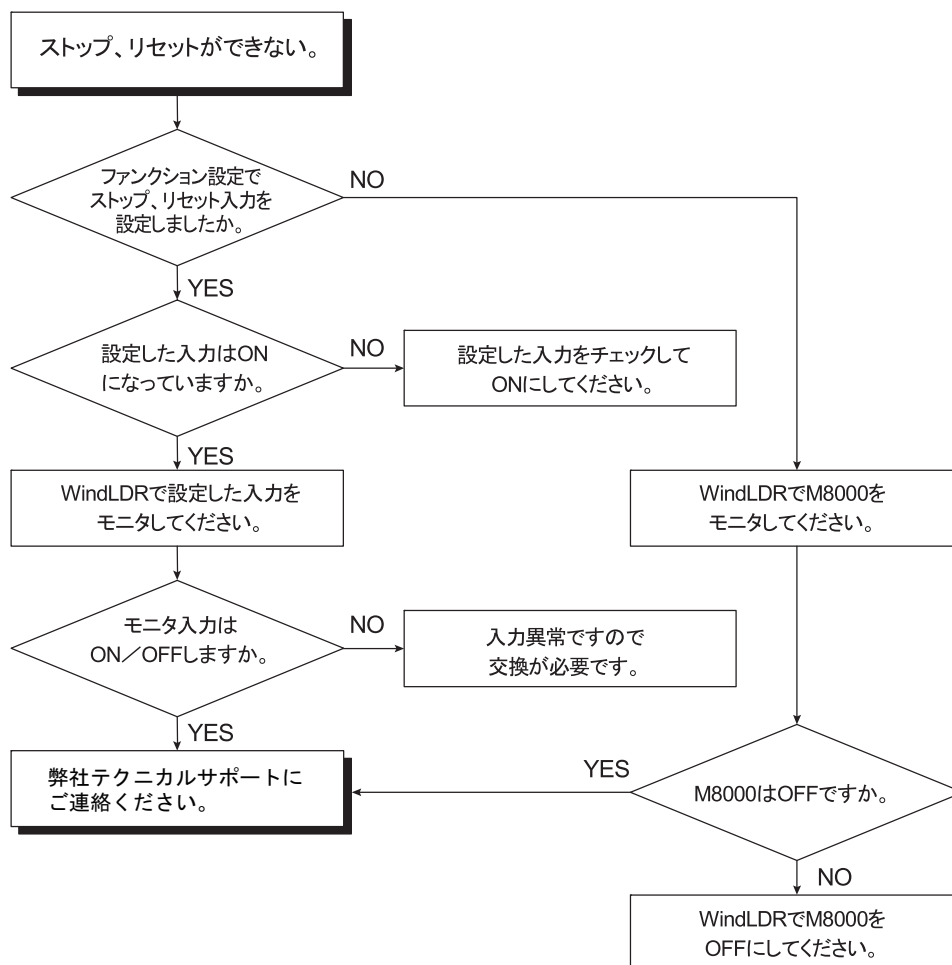 ストップ、リセットができない。
ファンクション設定で
ストップ、リセット入力を
設定しましたか。
NO
YES
設定した入力はON
になっていますか。
NO
設定した入力をチェックして
ONにしてください。
YES
WindLDRで設定した入力を
モニタしてください。
WindLDRでM8000を
モニタしてください。
モニタ入力は
ON／OFFしますか。
NO
入力異常ですので
交換が必要です。
YES
弊社テクニカルサポートに
ご連絡ください。
YES
M8000はOFFですか。
NO
WindLDRでM8000を
OFFにしてください。